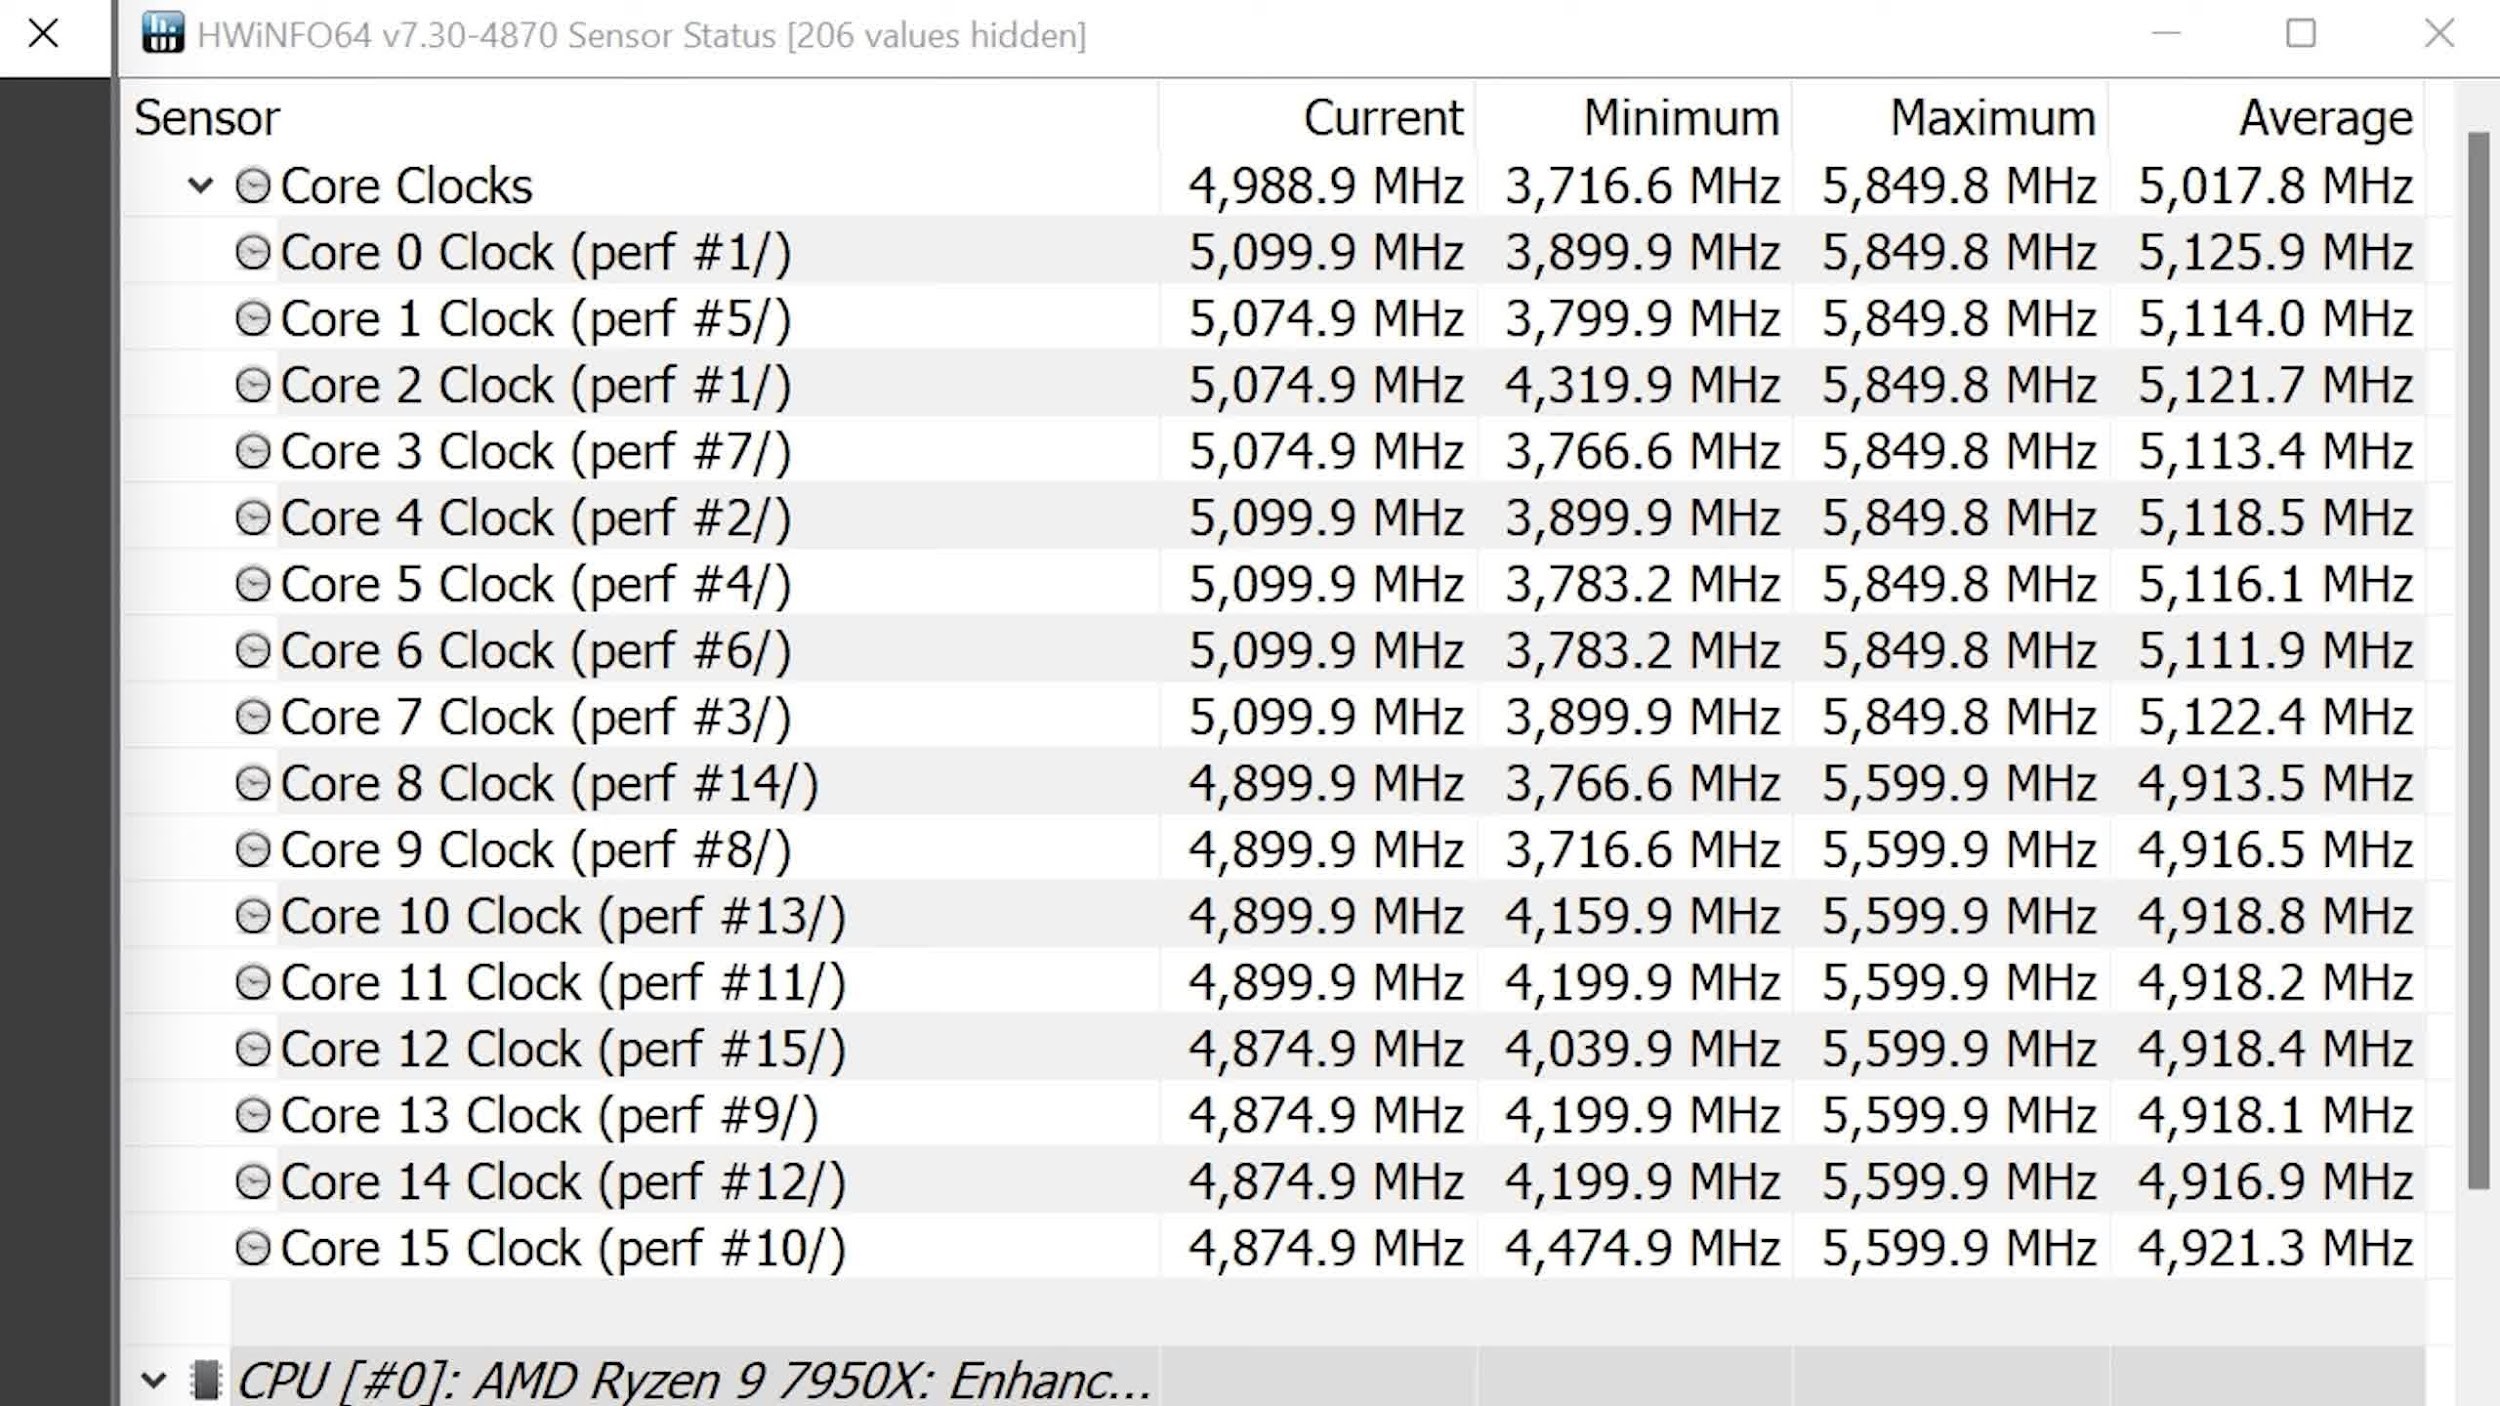 HWiNFO64 v7.30-4870 Sensor Status [206 values hidden]
Sensor Current Minimum Maximum Average
Core Clocks 4,988.9 MHz 3,716.6 MHz 5,849.8 MHz 5,017.8 MHz
Core 0 Clock (perf #1/) 5,099.9 MHz 3,899.9 MHz 5,849.8 MHz 5,125.9 MHz
Core 1 Clock (perf #5/) 5,074.9 MHz 3,799.9 MHz 5,849.8 MHz 5,114.0 MHz
Core 2 Clock (perf #1/) 5,074.9 MHz 4,319.9 MHz 5,849.8 MHz 5,121.7 MHz
Core 3 Clock (perf #7/) 5,074.9 MHz 3,766.6 MHz 5,849.8 MHz 5,113.4 MHz
Core 4 Clock (perf #2/) 5,099.9 MHz 3,899.9 MHz 5,849.8 MHz 5,118.5 MHz
Core 5 Clock (perf #4/) 5,099.9 MHz 3,783.2 MHz 5,849.8 MHz 5,116.1 MHz
Core 6 Clock (perf #6/) 5,099.9 MHz 3,783.2 MHz 5,849.8 MHz 5,111.9 MHz
Core 7 Clock (perf #3/) 5,099.9 MHz 3,899.9 MHz 5,849.8 MHz 5,122.4 MHz
Core 8 Clock (perf #14/) 4,899.9 MHz 3,766.6 MHz 5,599.9 MHz 4,913.5 MHz
Core 9 Clock (perf #8/) 4,899.9 MHz 3,716.6 MHz 5,599.9 MHz 4,916.5 MHz
Core 10 Clock (perf #13/) 4,899.9 MHz 4,159.9 MHz 5,599.9 MHz 4,918.8 MHz
Core 11 Clock (perf #11/) 4,899.9 MHz 4,199.9 MHz 5,599.9 MHz 4,918.2 MHz
Core 12 Clock (perf #15/) 4,874.9 MHz 4,039.9 MHz 5,599.9 MHz 4,918.4 MHz
Core 13 Clock (perf #9/) 4,874.9 MHz 4,199.9 MHz 5,599.9 MHz 4,918.1 MHz
Core 14 Clock (perf #12/) 4,874.9 MHz 4,199.9 MHz 5,599.9 MHz 4,916.9 MHz
Core 15 Clock (perf #10/) 4,874.9 MHz 4,474.9 MHz 5,599.9 MHz 4,921.3 MHz
CPU [#0]: AMD Ryzen 9 7950X: Enhanc...